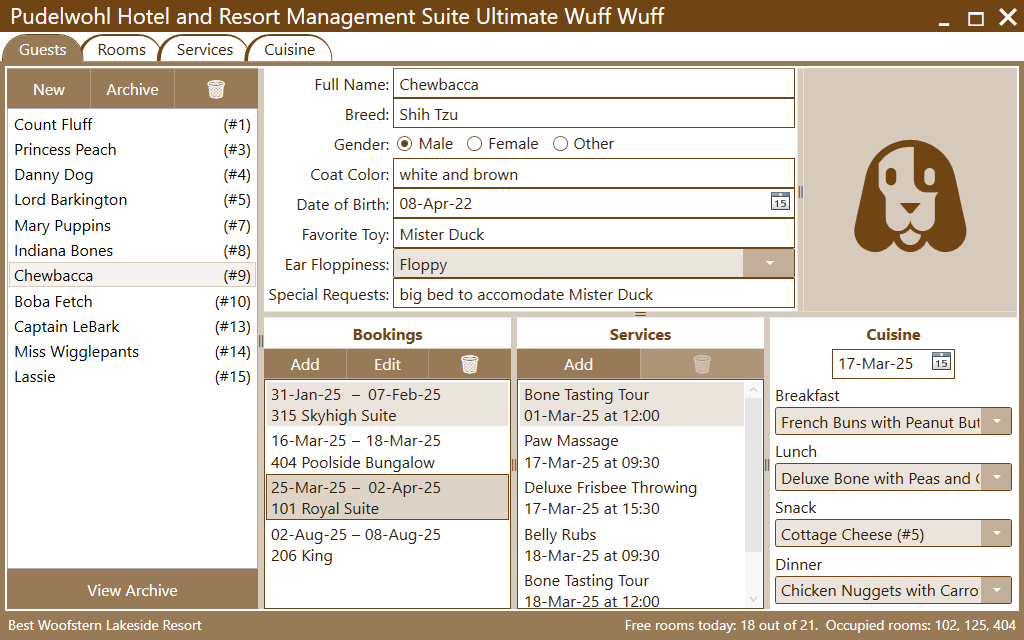 Pudelwohl Hotel and Resort Management Suite Ultimate Wuff Wuff
Guests Rooms Services Cuisine
New Archive
Count Fluff (#1)
Princess Peach (#3)
Danny Dog (#4)
Lord Barkington (#5)
Mary Puppins (#7)
Indiana Bones (#8)
Chewbacca (#9)
Boba Fetch (#10)
Captain LeBark (#13)
Miss Wigglepants (#14)
Lassie (#15)
View Archive
Full Name: Chewbacca
Breed: Shih Tzu
Gender: Male Female Other
Coat Color: white and brown
Date of Birth: 08-Apr-22 15
Favorite Toy: Mister Duck
Ear Floppiness: Floppy
Special Requests: big bed to accomodate Mister Duck
Bookings
Add Edit
31-Jan-25 – 07-Feb-25
315 Skyhigh Suite
16-Mar-25 – 18-Mar-25
404 Poolside Bungalow
25-Mar-25 – 02-Apr-25
101 Royal Suite
02-Aug-25 – 08-Aug-25
206 King
Services
Add
Bone Tasting Tour
01-Mar-25 at 12:00
Paw Massage
17-Mar-25 at 09:30
Deluxe Frisbee Throwing
17-Mar-25 at 15:30
Belly Rubs
18-Mar-25 at 09:30
Bone Tasting Tour
18-Mar-25 at 12:00
Cuisine
17-Mar-25 15
Breakfast
French Buns with Peanut But
Lunch
Deluxe Bone with Peas and
Snack
Cottage Cheese (#5)
Dinner
Chicken Nuggets with Carro
Best Woofstern Lakeside Resort
Free rooms today: 18 out of 21. Occupied rooms: 102, 125, 404